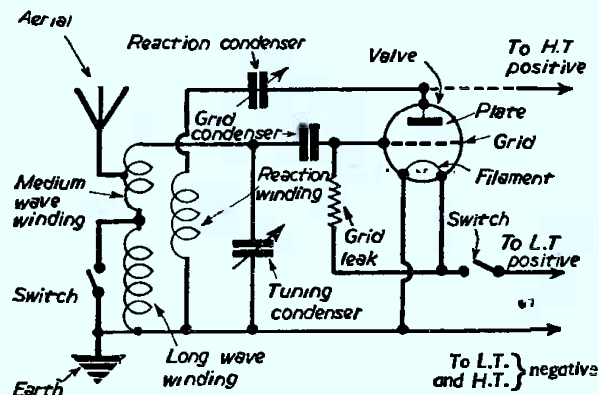 Aerial
Reaction condenser
Valve
To H.T
positive
Grid
condenser
Plate
Grid
Filament
Medium
wave
winding
Reaction
winding
Switch
Grid
leak
To L.T
positive
Switch
Tuning
condenser
Long wave
winding
Earth
To L.T.
and H.T.
negative